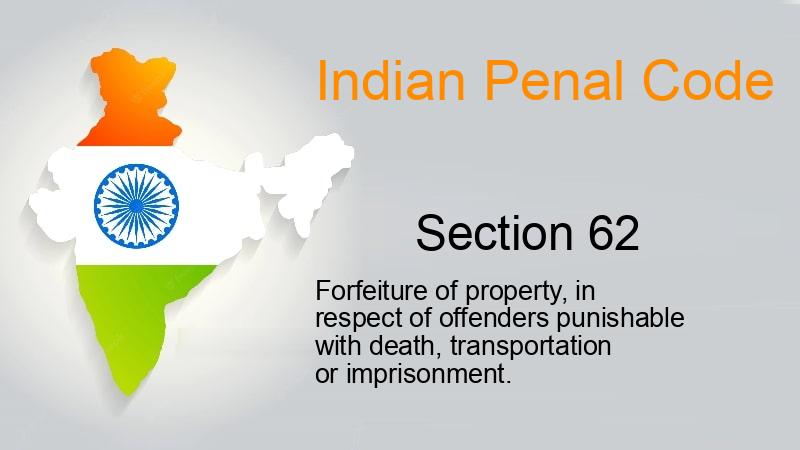 Indian Penal Code
Section 62
Forfeiture of property, in
respect of offenders punishable
with death, transportation
or imprisonment.